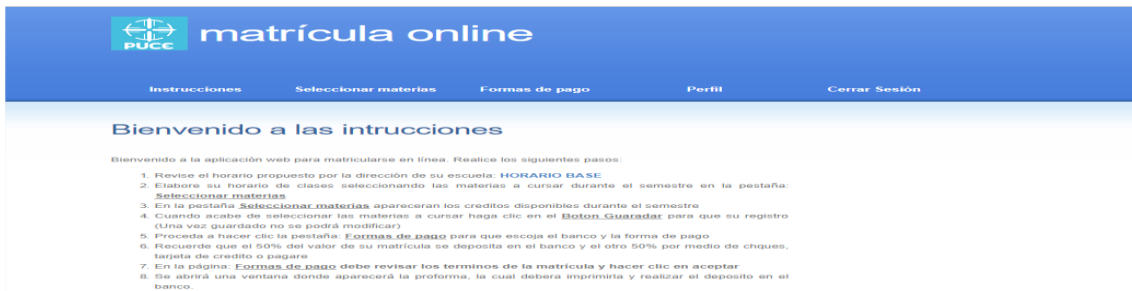 PUCE matrícula online
Instrucciones Seleccionar materias Formas de pago Perfil Cerrar Sesión
Bienvenido a las intrucciones
Bienvenido a la aplicación web para matricularse en línea. Realice los siguientes pasos:
1. Revise el horario propuesto por la dirección de su escuela: HORARIO BASE
2. Elabore su horario de clases seleccionando las materias a cursar durante el semestre en la pestaña:
Seleccionar materias
3. En la pestaña Seleccionar materias apareceran los creditos disponibles durante el semestre
4. Cuando acabe de seleccionar las materias a cursar haga clic en el Boton Guaradar para que su registro
(Una vez guardado no se podrá modificar)
5. Proceda a hacer clic la pestaña: Formas de pago para que escoja el banco y la forma de pago
6. Recuerde que el 50% del valor de su matrícula se deposita en el banco y el otro 50% por medio de chques,
tarjeta de credito o pagare
7. En la página: Formas de pago debe revisar los terminos de la matrícula y hacer clic en aceptar
8. Se abrirá una ventana donde aparecerá la proforma, la cual debera imprimirla y realizar el deposito en el
banco.